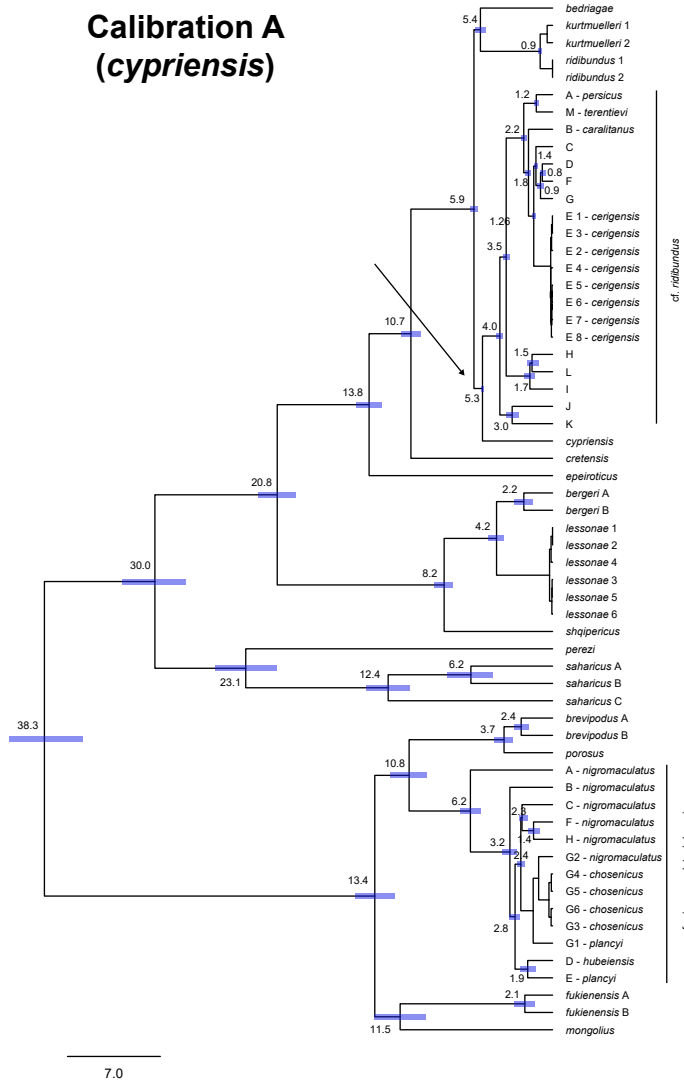 Calibration A
(cypriensis)
bedriagae
5.4
kurtmuelleri 1
0.9
kurtmuelleri 2
ridibundus 1
ridibundus 2
1.2
A - persicus
M - terentievi
2.2
B - caralitanus
C
1.4
D
0.8
1.8
F
0.9
G
5.9
1.26
E 1 - cerigensis
E 3 - cerigensis
3.5
E 2 - cerigensis
E 4 - cerigensis
E 5 - cerigensis
E 6 - cerigensis
10.7
4.0
E 7 - cerigensis
E 8 - cerigensis
cf. ridibundus
1.5
H
L
1.7
I
13.8
5.3
J
3.0
K
cypriensis
cretensis
epeiroticus
20.8
2.2
bergeri A
bergeri B
4.2
lessonae 1
lessonae 2
lessonae 4
30.0
8.2
lessonae 3
lessonae 5
lessonae 6
shqipericus
perezi
6.2
saharicus A
12.4
23.1
saharicus B
saharicus C
38.3
2.4
brevipodus A
3.7
brevipodus B
porosus
10.8
A - nigromaculatus
B - nigromaculatus
6.2
C - nigromaculatus
2.3
F - nigromaculatus
1.4
H - nigromaculatus
3.2
2.4
G2 - nigromaculatus
G4 - chosenicus
13.4
G5 - chosenicus
G6 - chosenicus
2.8
G3 - chosenicus
G1 - plancyi
D - hubeiensis
1.9
E - plancyi
2.1
fukienensis A
fukienensis B
11.5
mongolius
7.0